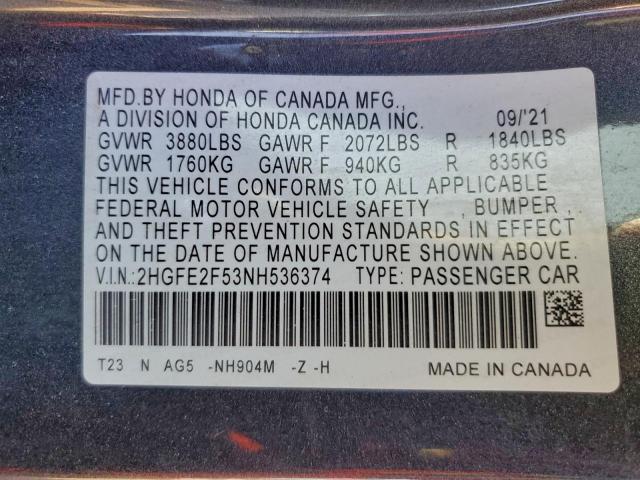 MFD.BY HONDA OF CANADA MFG.,
A DIVISION OF HONDA CANADA INC. 09/'21
GVWR 3880LBS GAWR F 2072LBS R 1840LBS
GVWR 1760KG GAWR F 940KG R 835KG
THIS VEHICLE CONFORMS TO ALL APPLICABLE
FEDERAL MOTOR VEHICLE SAFETY , BUMPER ,
AND THEFT PREVENTION STANDARDS IN EFFECT
ON THE DATE OF MANUFACTURE SHOWN ABOVE.
V.I.N.:2HGFE2F53NH536374 TYPE: PASSENGER CAR
T23 N AG5 -NH904M -Z -H MADE IN CANADA